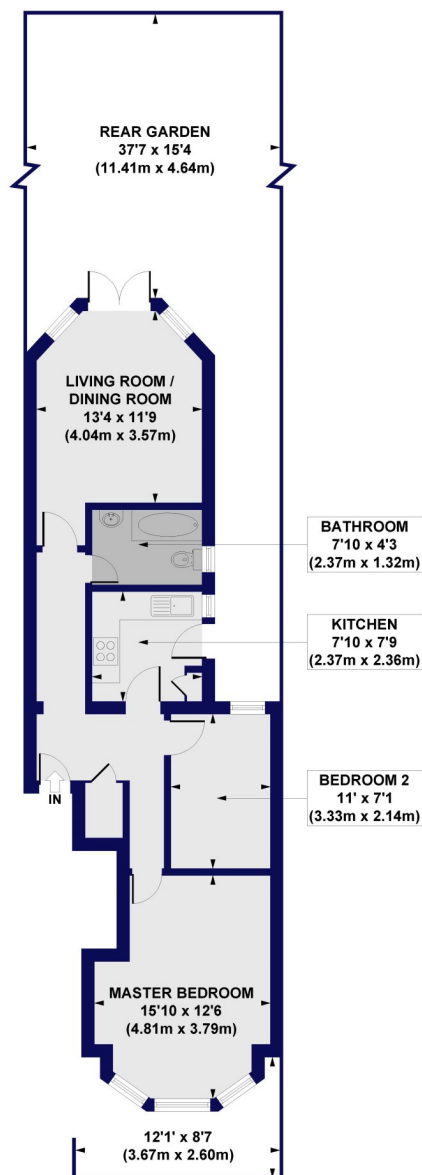 REAR GARDEN
37'7 x 15'4
(11.41m x 4.64m)
LIVING ROOM /
DINING ROOM
13'4 x 11'9
(4.04m x 3.57m)
BATHROOM
7'10 x 4'3
(2.37m x 1.32m)
KITCHEN
7'10 x 7'9
(2.37m x 2.36m)
IN
BEDROOM 2
11' x 7'1
(3.33m x 2.14m)
MASTER BEDROOM
15'10 x 12'6
(4.81m x 3.79m)
12'1' x 8'7
(3.67m x 2.60m)